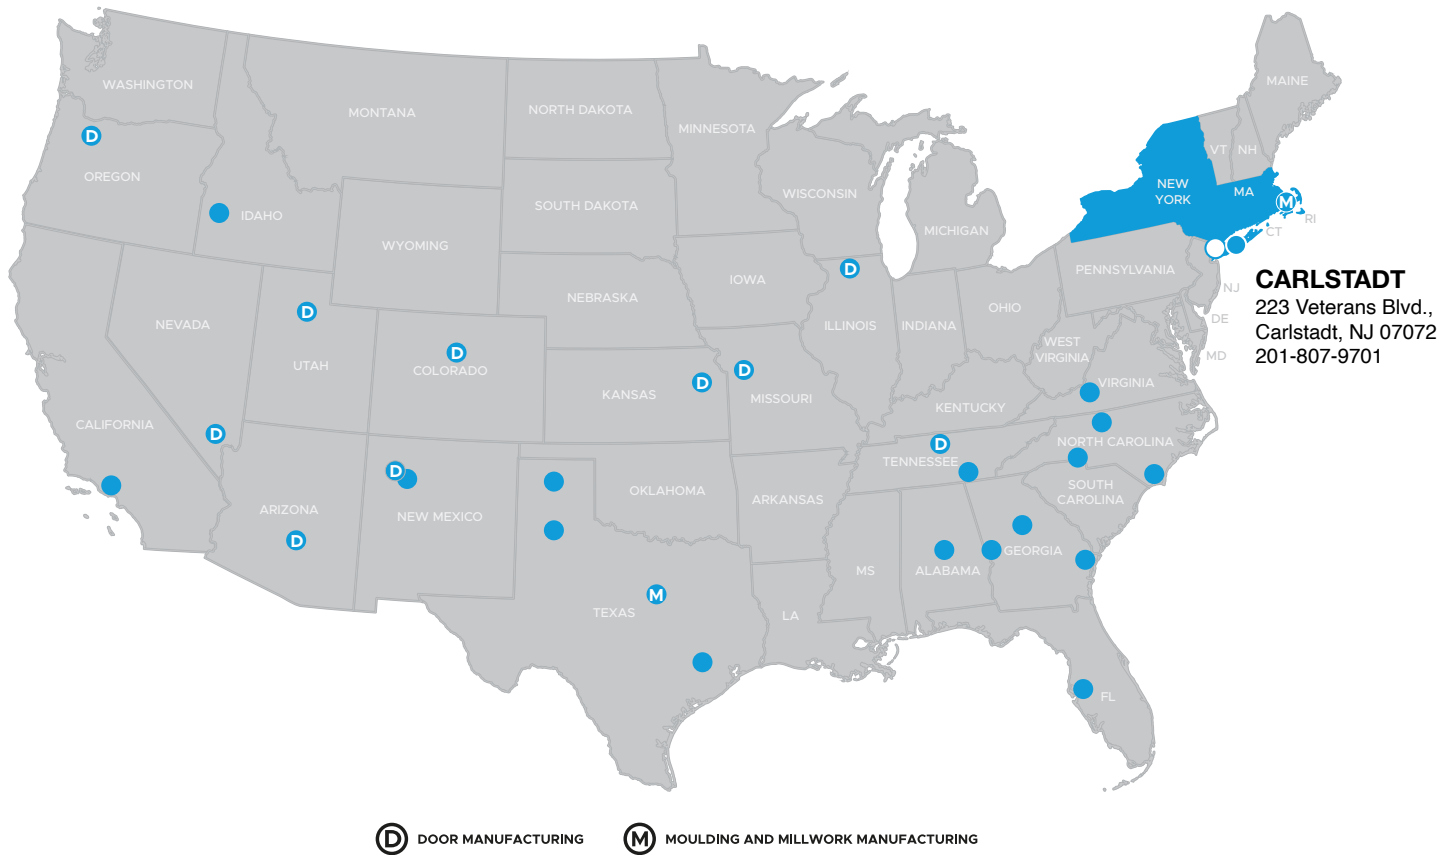 MAINE
WASHINGTON
MONTANA
NORTH DAKOTA
MINNESOTA
D
VT
NH
OREGON
WISCONSIN
NEW
YORK
MA
M
SOUTH DAKOTA
IDAHO
RI
MICHIGAN
CT
WYOMING
D
PENNSYLVANIA
IOWA
CARLSTADT
223 Veterans Blvd.,
Carlstadt, NJ 07072
201-807-9701
NJ
NEBRASKA
OHIO
D
NEVADA
ILLINOIS
INDIANA
DE
WEST
VIRGINIA
D
MD
UTAH
COLORADO
D
D
VIRGINIA
KANSAS
MISSOURI
KENTUCKY
CALIFORNIA
D
D
NORTH CAROLINA
TENNESSEE
D
OKLAHOMA
SOUTH
CAROLINA
ARKANSAS
ARIZONA
NEW MEXICO
D
GEORGIA
MS
ALABAMA
M
TEXAS
LA
FL
D DOOR MANUFACTURING
M MOULDING AND MILLWORK MANUFACTURING